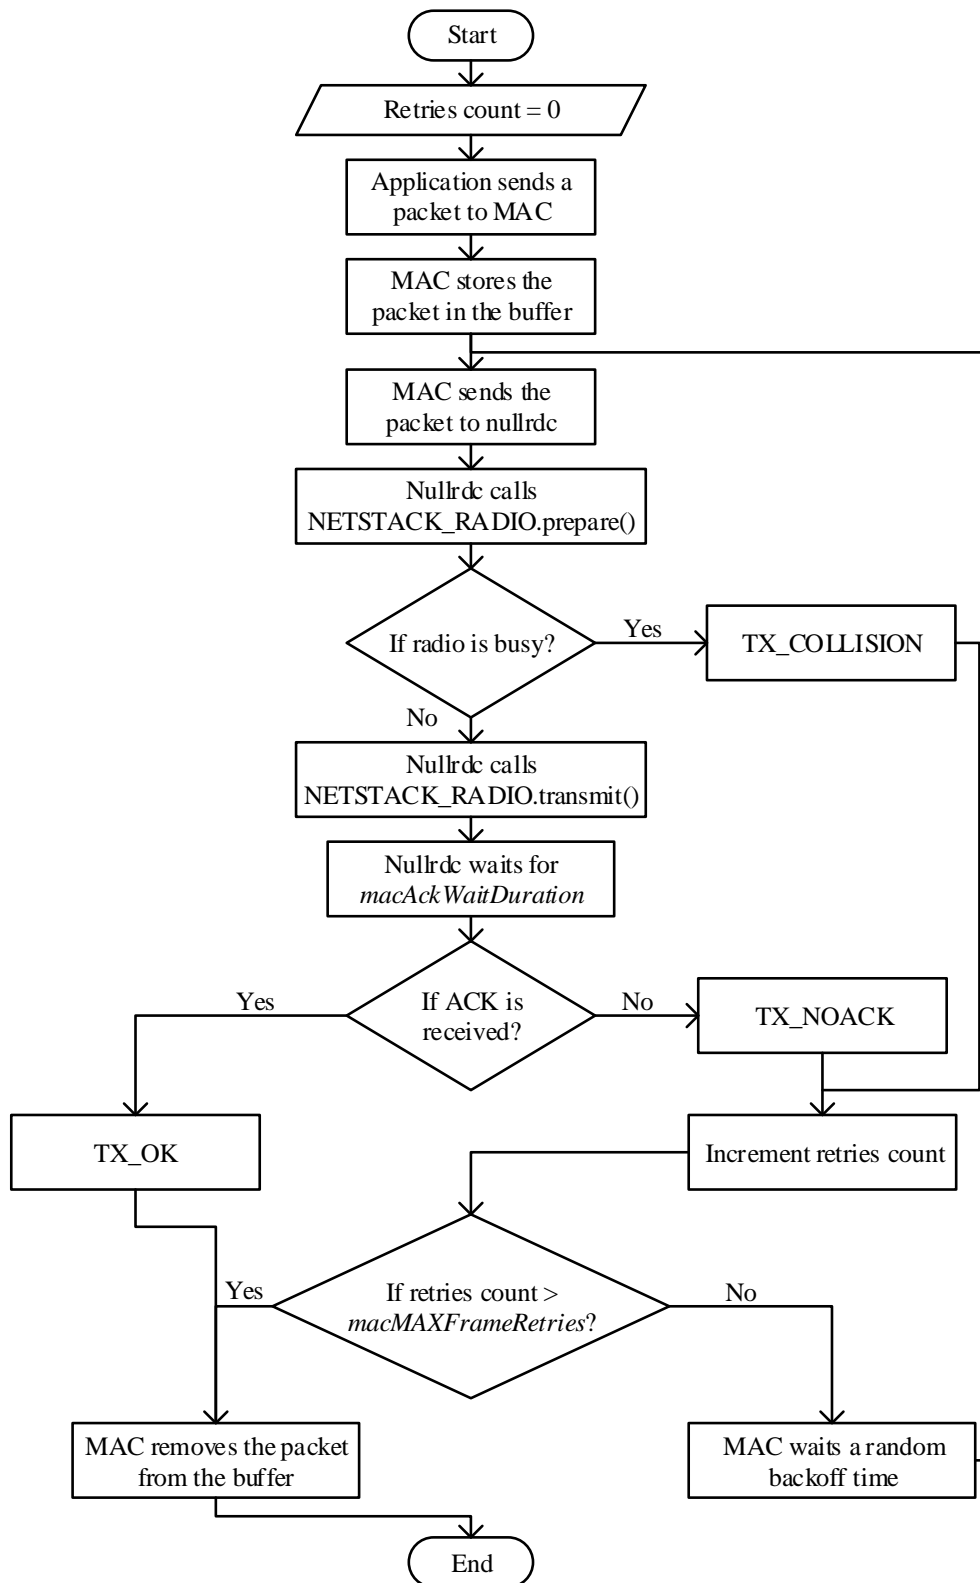 Start
Retries count = 0
Application sends a
packet to MAC
MAC stores the
packet in the buffer
MAC sends the
packet to nullrdc
Nullrdc calls
NETSTACK_RADIO.prepare()
If radio is busy?
Yes
TX_COLLISION
No
Nullrdc calls
NETSTACK_RADIO.transmit()
Nullrdc waits for
macAckWaitDuration
Yes
If ACK is
received?
No
TX_NOACK
TX_OK
Increment retries count
Yes
If retries count >
macMAXFrameRetries?
No
MAC removes the packet
from the buffer
MAC waits a random
backoff time
End